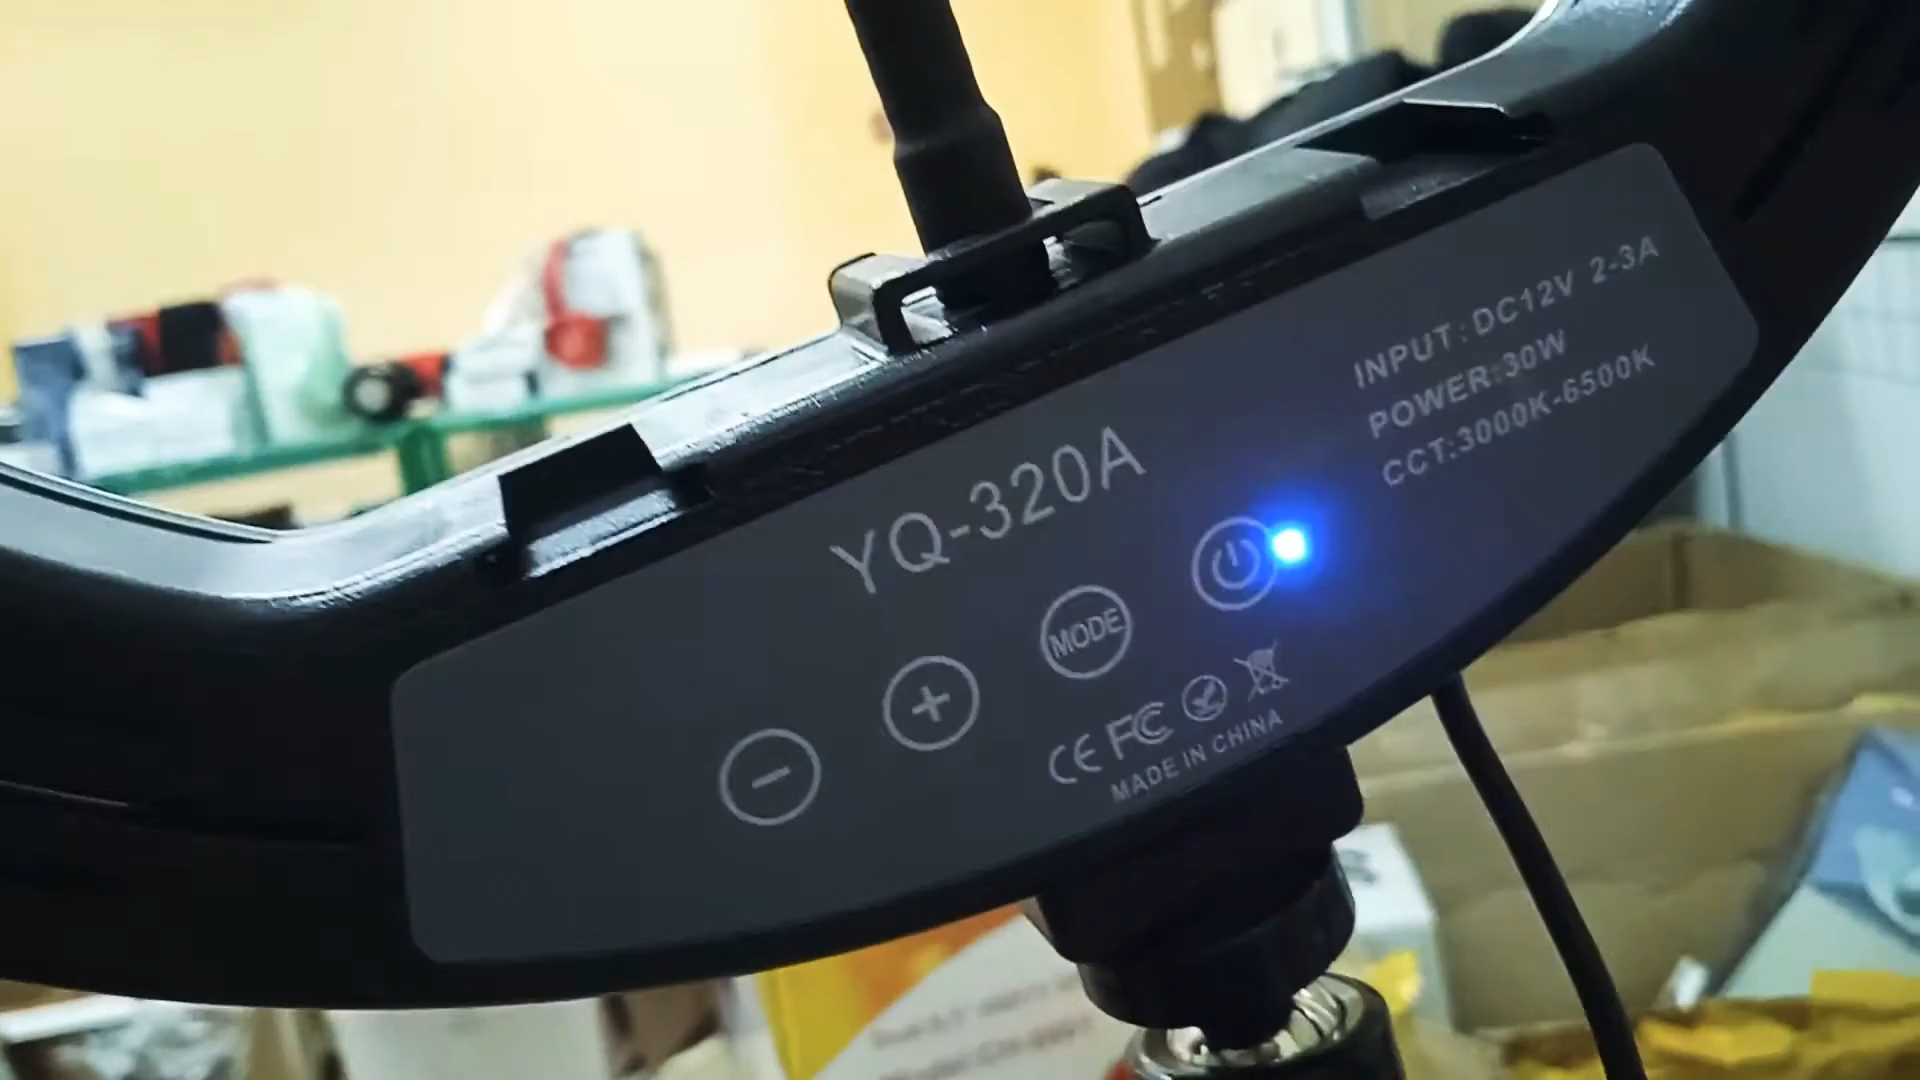 INPUT:DC12V 2-3A
POWER:30W
CCT:3000K-6500K
YQ-320A
MODE
CE FC
MADE IN CHINA